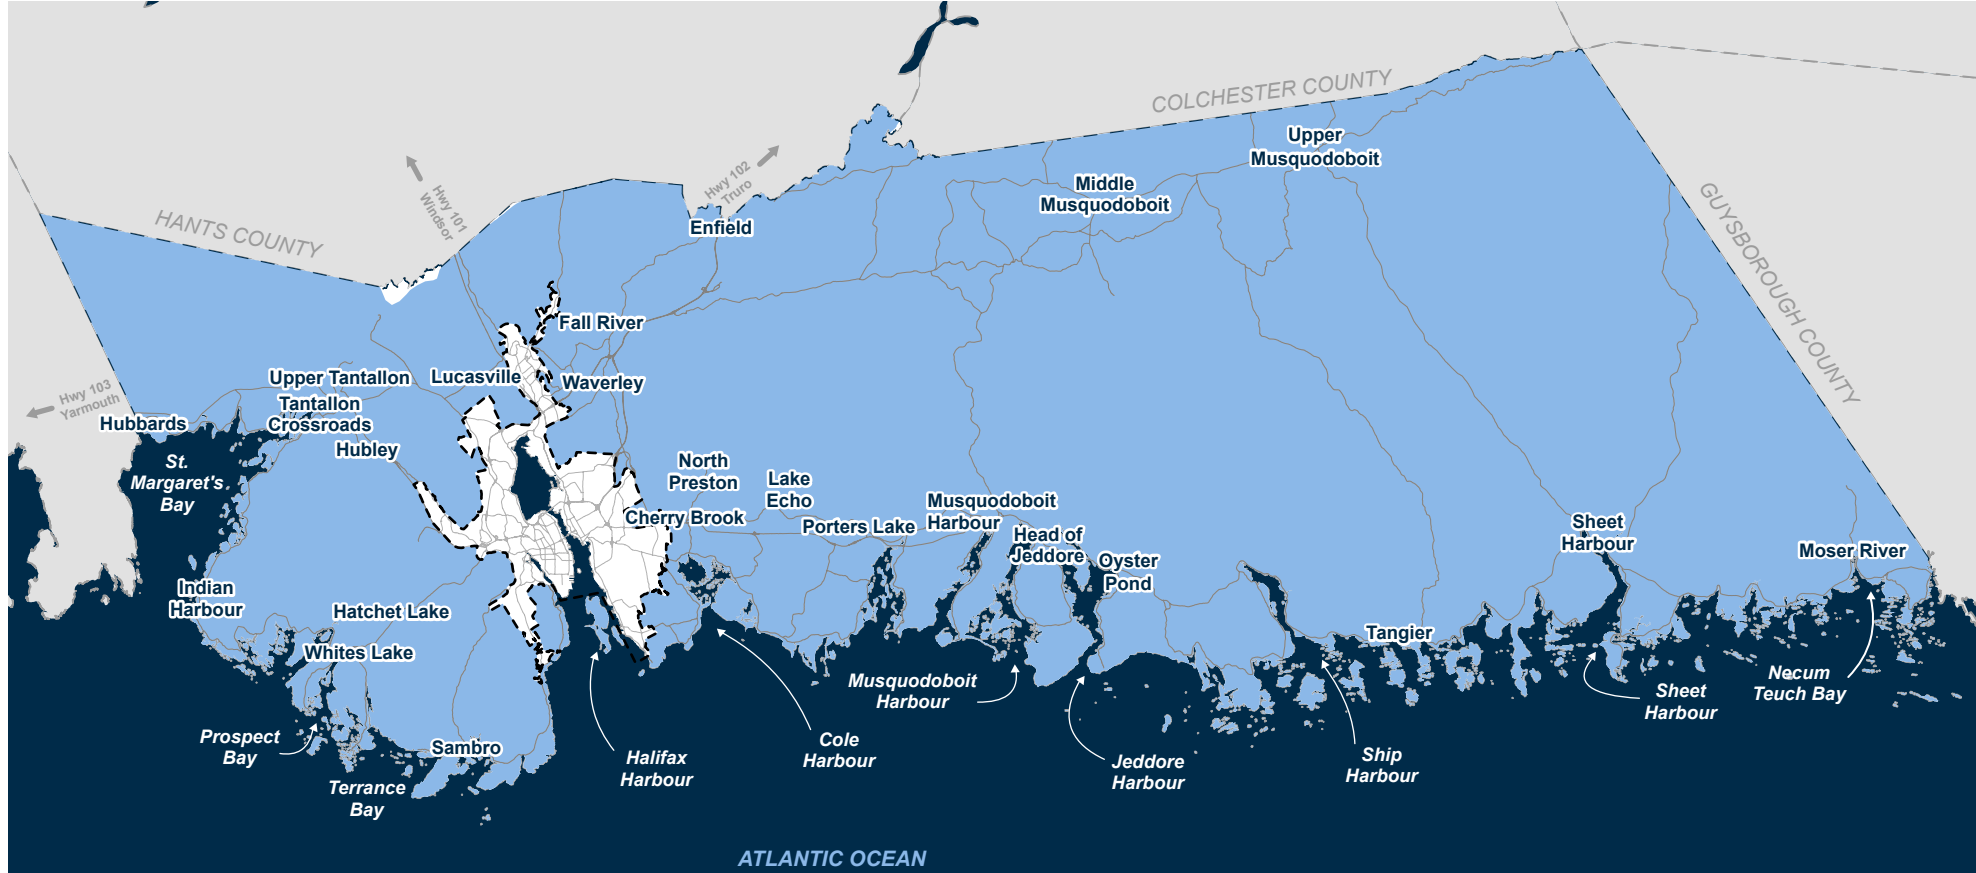 COLCHESTER COUNTY
Upper
Musquodoboit
Hwy 102
Truro
Middle
Musquodoboit
Hwy 101
Windsor
HANTS COUNTY
Enfield
GUYSBOROUGH COUNTY
Fall River
Upper Tantallon
Lucasville
Waverley
Hwy 103
Yarmouth
Tantallon
Crossroads
Hubbards
Hubley
St.
Margaret's
Bay
North
Preston
Lake
Echo
Cherry Brook
Porters Lake
Musquodoboit
Harbour
Head of
Jeddore
Oyster
Pond
Sheet
Harbour
Moser River
Indian
Harbour
Hatchet Lake
Whites Lake
Tangier
Musquodoboit
Harbour
Sheet
Harbour
Necum
Teuch Bay
Prospect
Bay
Sambro
Terrance
Bay
Halifax
Harbour
Cole
Harbour
Jeddore
Harbour
Ship
Harbour
ATLANTIC OCEAN